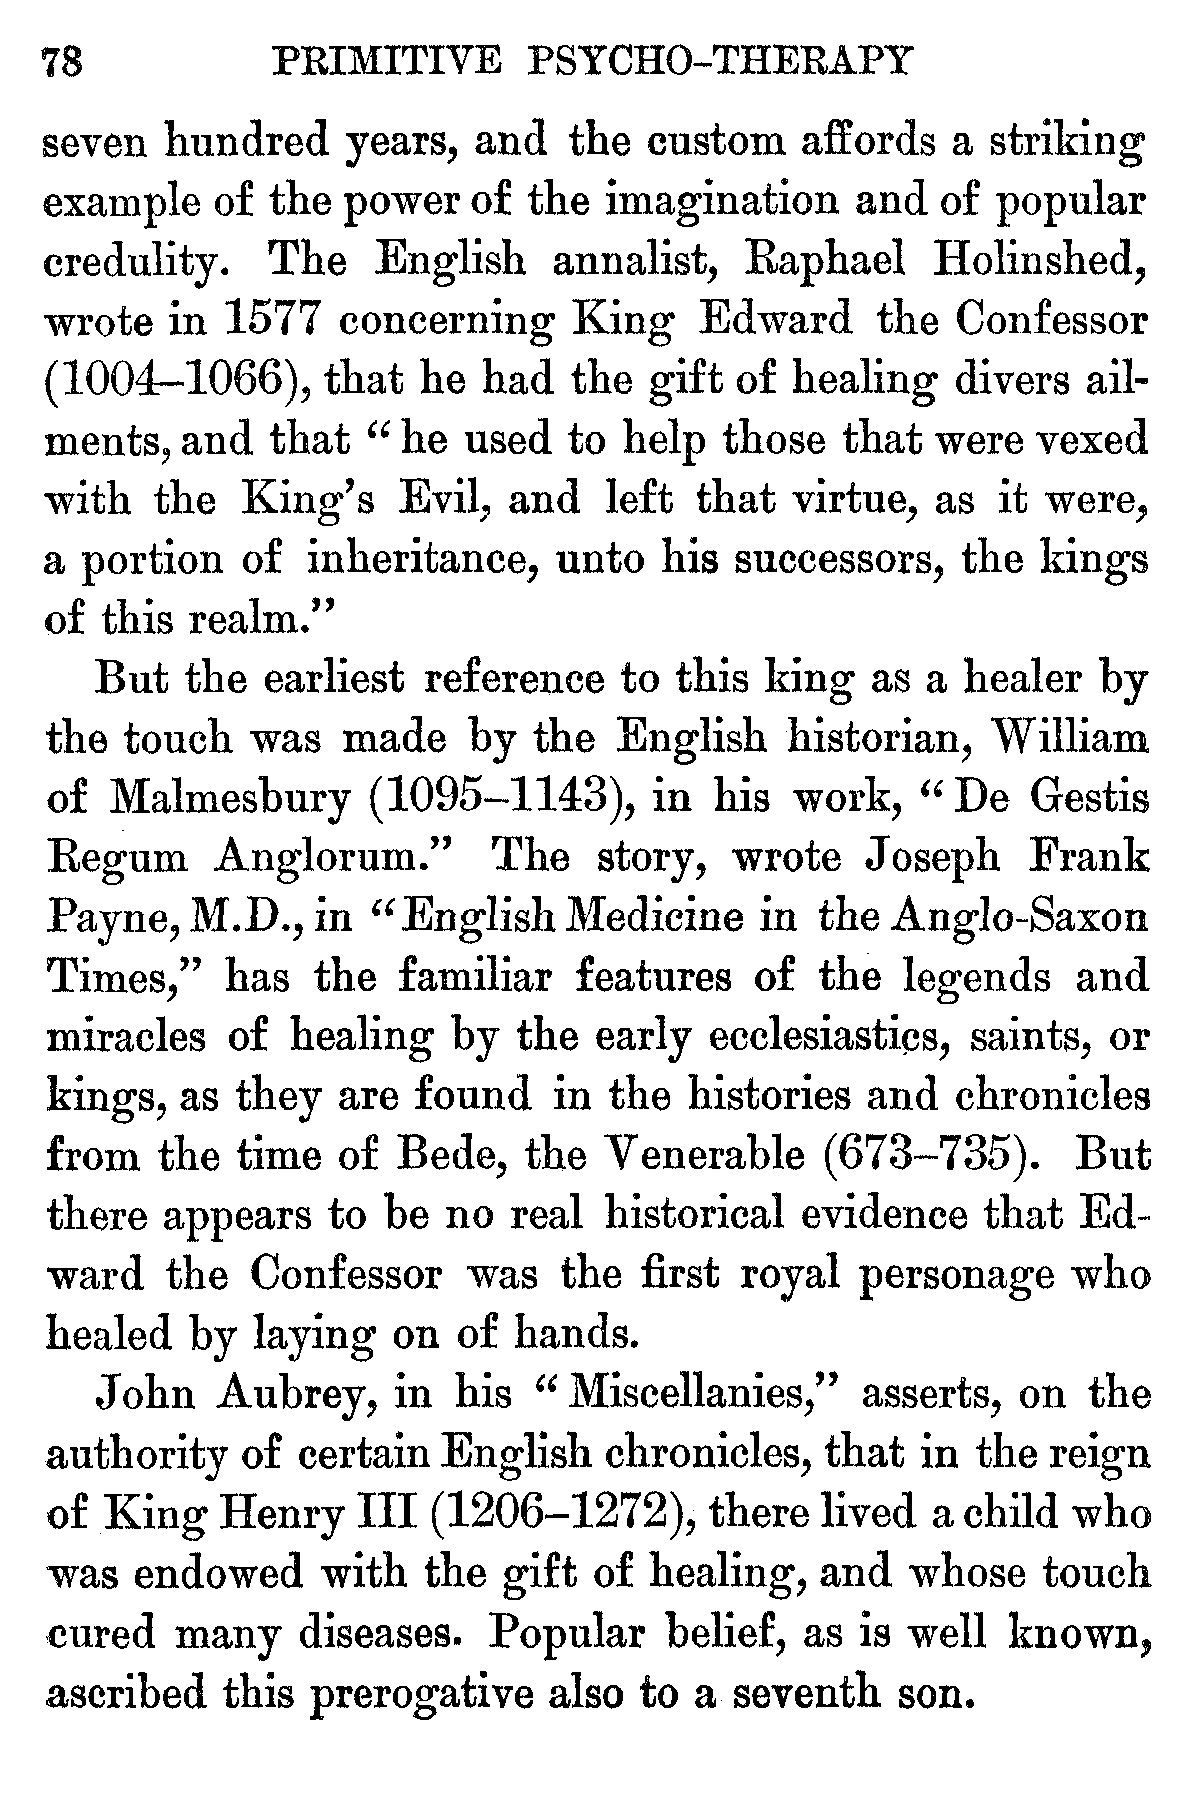 78 PRIMITIVE PSYCHO-THERAPY
seven hundred years, and the custom affords a striking
example of the power of the imagination and of popular
credulity. The English annalist, Raphael Holinshed,
wrote in 1577 concerning King Edward the Confessor
(1004–1066), that he had the gift of healing divers ail-
ments, and that “ he used to help those that were vexed
with the King’s Evil, and left that virtue, as it were,
a portion of inheritance, unto his successors, the kings
of this realm.”
But the earliest reference to this king as a healer by
the touch was made by the English historian, William
of Malmesbury (1095–1143), in his work, “ De Gestis
Regum Anglorum.” The story, wrote Joseph Frank
Payne, M.D., in “ English Medicine in the Anglo-Saxon
Times,” has the familiar features of the legends and
miracles of healing by the early ecclesiastics, saints, or
kings, as they are found in the histories and chronicles
from the time of Bede, the Venerable (673–735). But
there appears to be no real historical evidence that Ed-
ward the Confessor was the first royal personage who
healed by laying on of hands.
John Aubrey, in his “ Miscellanies,” asserts, on the
authority of certain English chronicles, that in the reign
of King Henry III (1206–1272), there lived a child who
was endowed with the gift of healing, and whose touch
cured many diseases. Popular belief, as is well known,
ascribed this prerogative also to a seventh son.